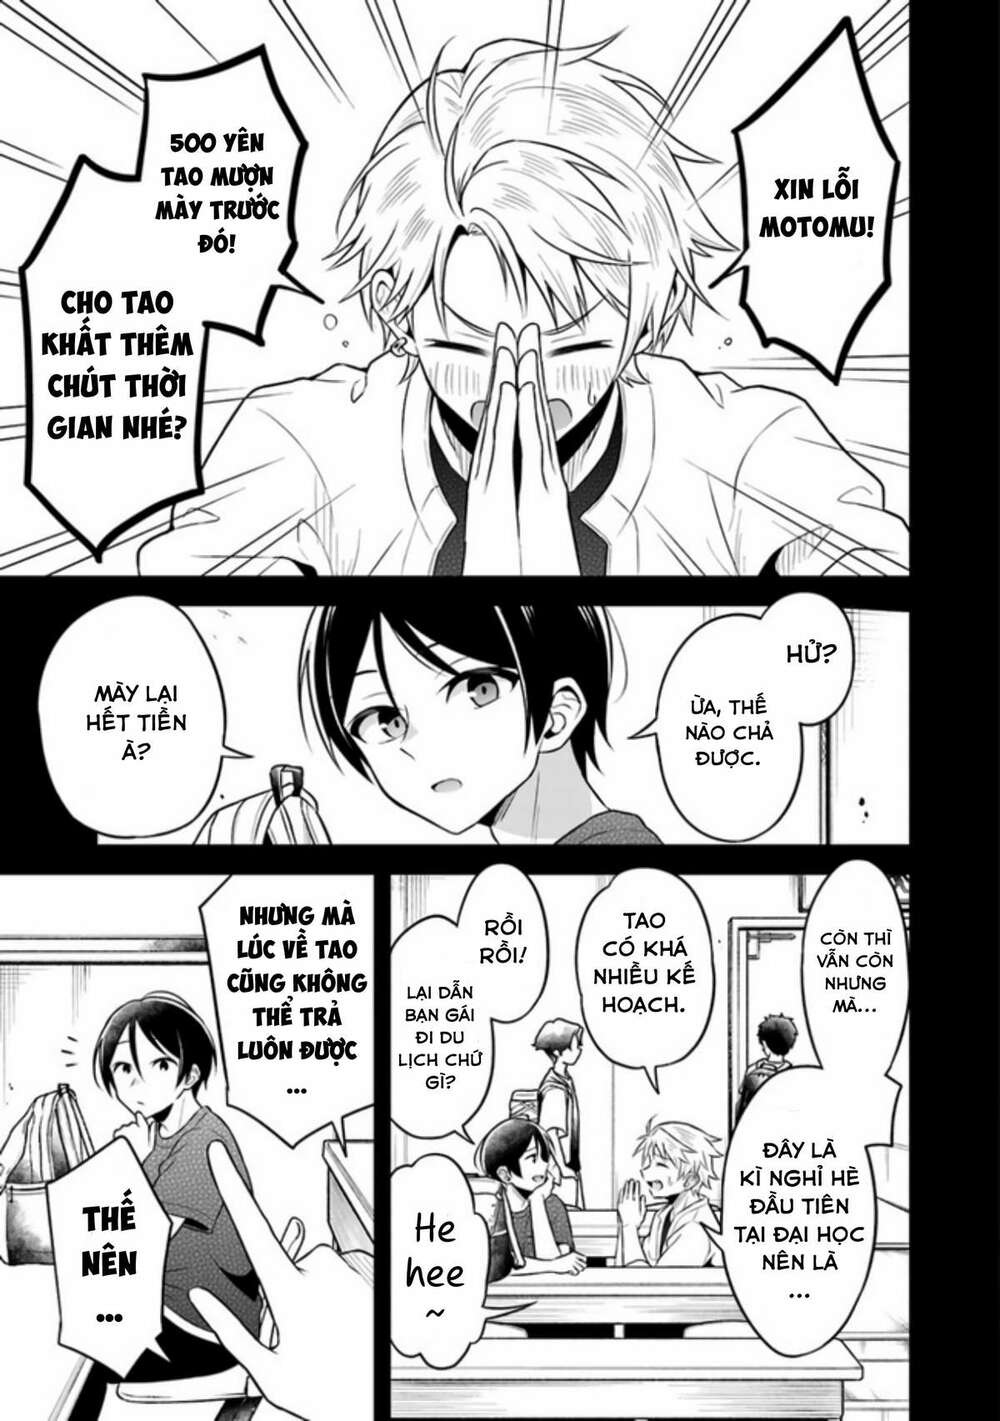 XIN LỖI
MOTOMU!
500 YÊN
TAO MƯỢN
MÀY TRƯỚC
ĐÓ!
CHO TAO
KHẤT THÊM
CHÚT THỜI
GIAN NHÉ?
HỬ?
ỪA, THẾ
NÀO CHẢ
ĐƯỢC.
MÀY LẠI
HẾT TIỀN
À?
CÒN THÌ
VẪN CÒN
NHƯNG
MÀ...
ĐÂY LÀ
KÌ NGHỈ HÈ
ĐẦU TIÊN
TẠI ĐẠI HỌC
NÊN LÀ
...
TAO
CÓ KHÁ
NHIỀU KẾ
HOẠCH.
RỒI
RỒI!
LẠI DẪN
BẠN GÁI
ĐI DU
LỊCH CHỨ
GÌ?
He
hee
~
NHƯNG MÀ
LÚC VỀ TAO
CŨNG KHÔNG
THỂ TRẢ
LUÔN ĐƯỢC
...
THẾ
NÊN
...